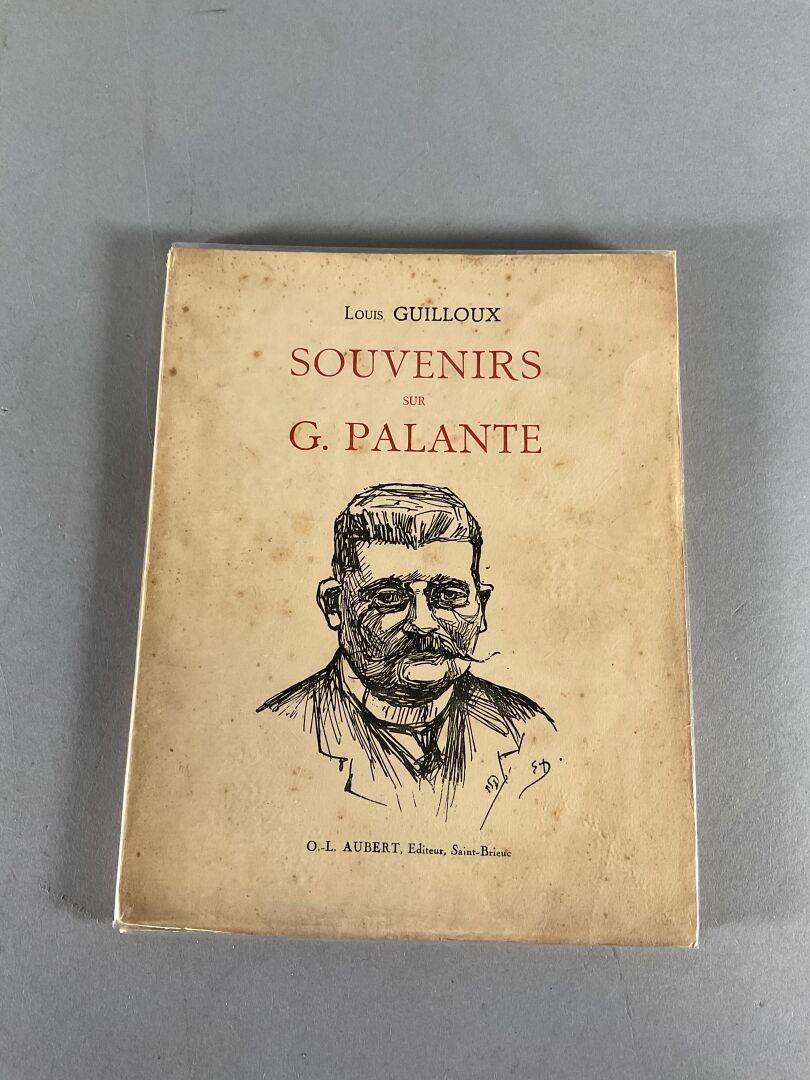 Louis GUILLOUX
SOUVENIRS
SUR
G. PALANTE
O.-L. AUBERT, Editeur, Saint-Brieuc